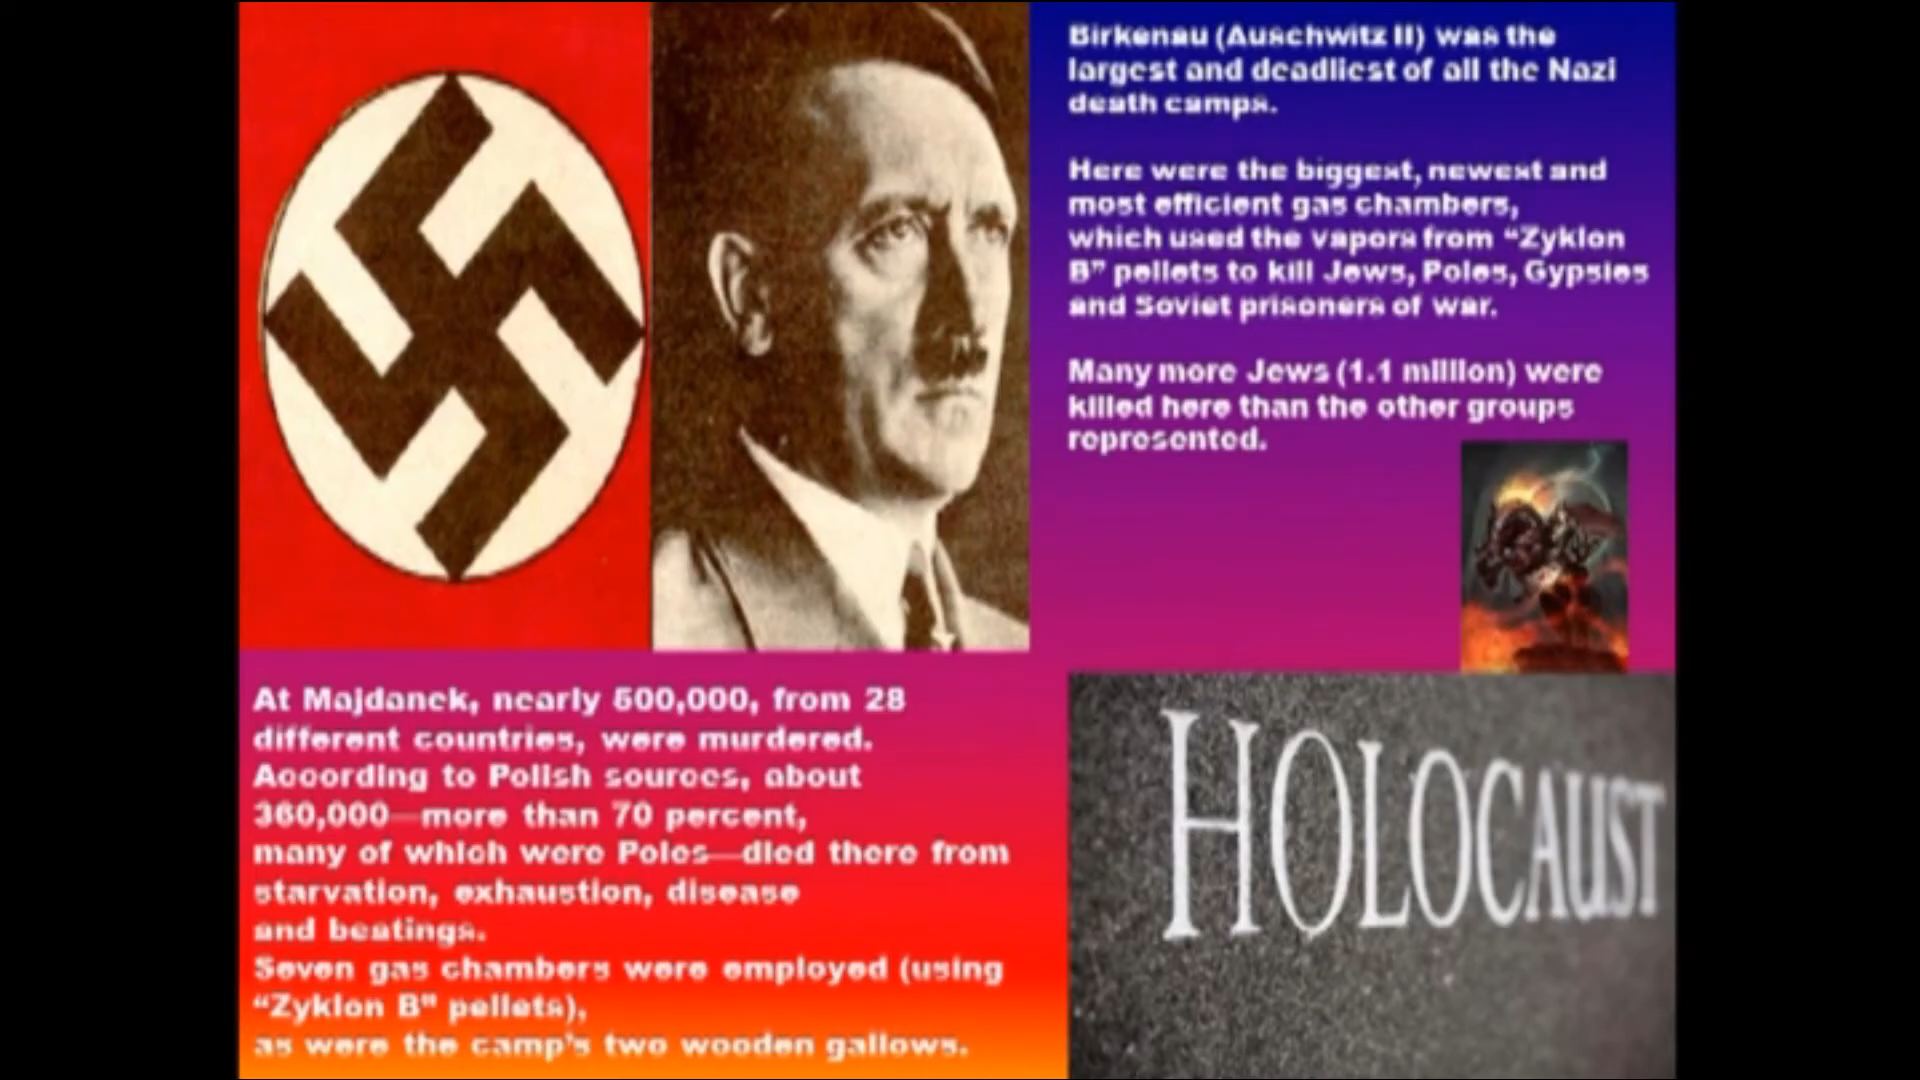 Birkenau (Auschwitz II) was the
largest and deadliest of all the Nazi
death camps.
Here were the biggest, newest and
most efficient gas chambers,
which used the vapors from “Zyklon
B” pellets to kill Jews, Poles, Gypsies
and Soviet prisoners of war.
Many more Jews (1.1 million) were
killed here than the other groups
represented.
At Majdanek, nearly 500,000, from 28
different countries, were murdered.
According to Polish sources, about
360,000—more than 70 percent,
many of which were Poles—died there from
starvation, exhaustion, disease
and beatings.
Seven gas chambers were employed (using
“Zyklon B” pellets),
as were the camp's two wooden gallows.
HOLOCAUST